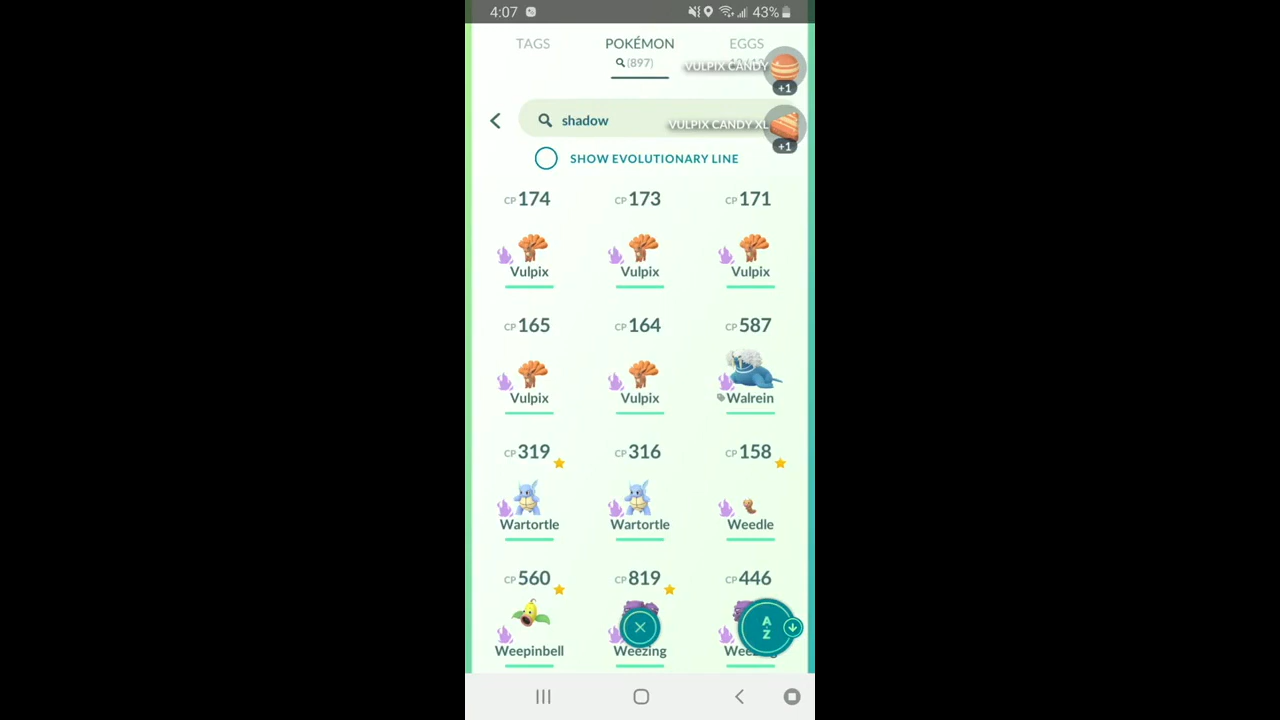 4:07 43%
TAGS POKÉMON EGGS
(897)
VULPIX CANDY
+1
shadow
VULPIX CANDY XL
+1
SHOW EVOLUTIONARY LINE
CP 174 CP 173 CP 171
Vulpix Vulpix Vulpix
CP 165 CP 164 CP 587
Vulpix Vulpix Walrein
CP 319 CP 316 CP 158
Wartortle Wartortle Weedle
CP 560 CP 819 CP 446
A Z
Weepinbell Weezing